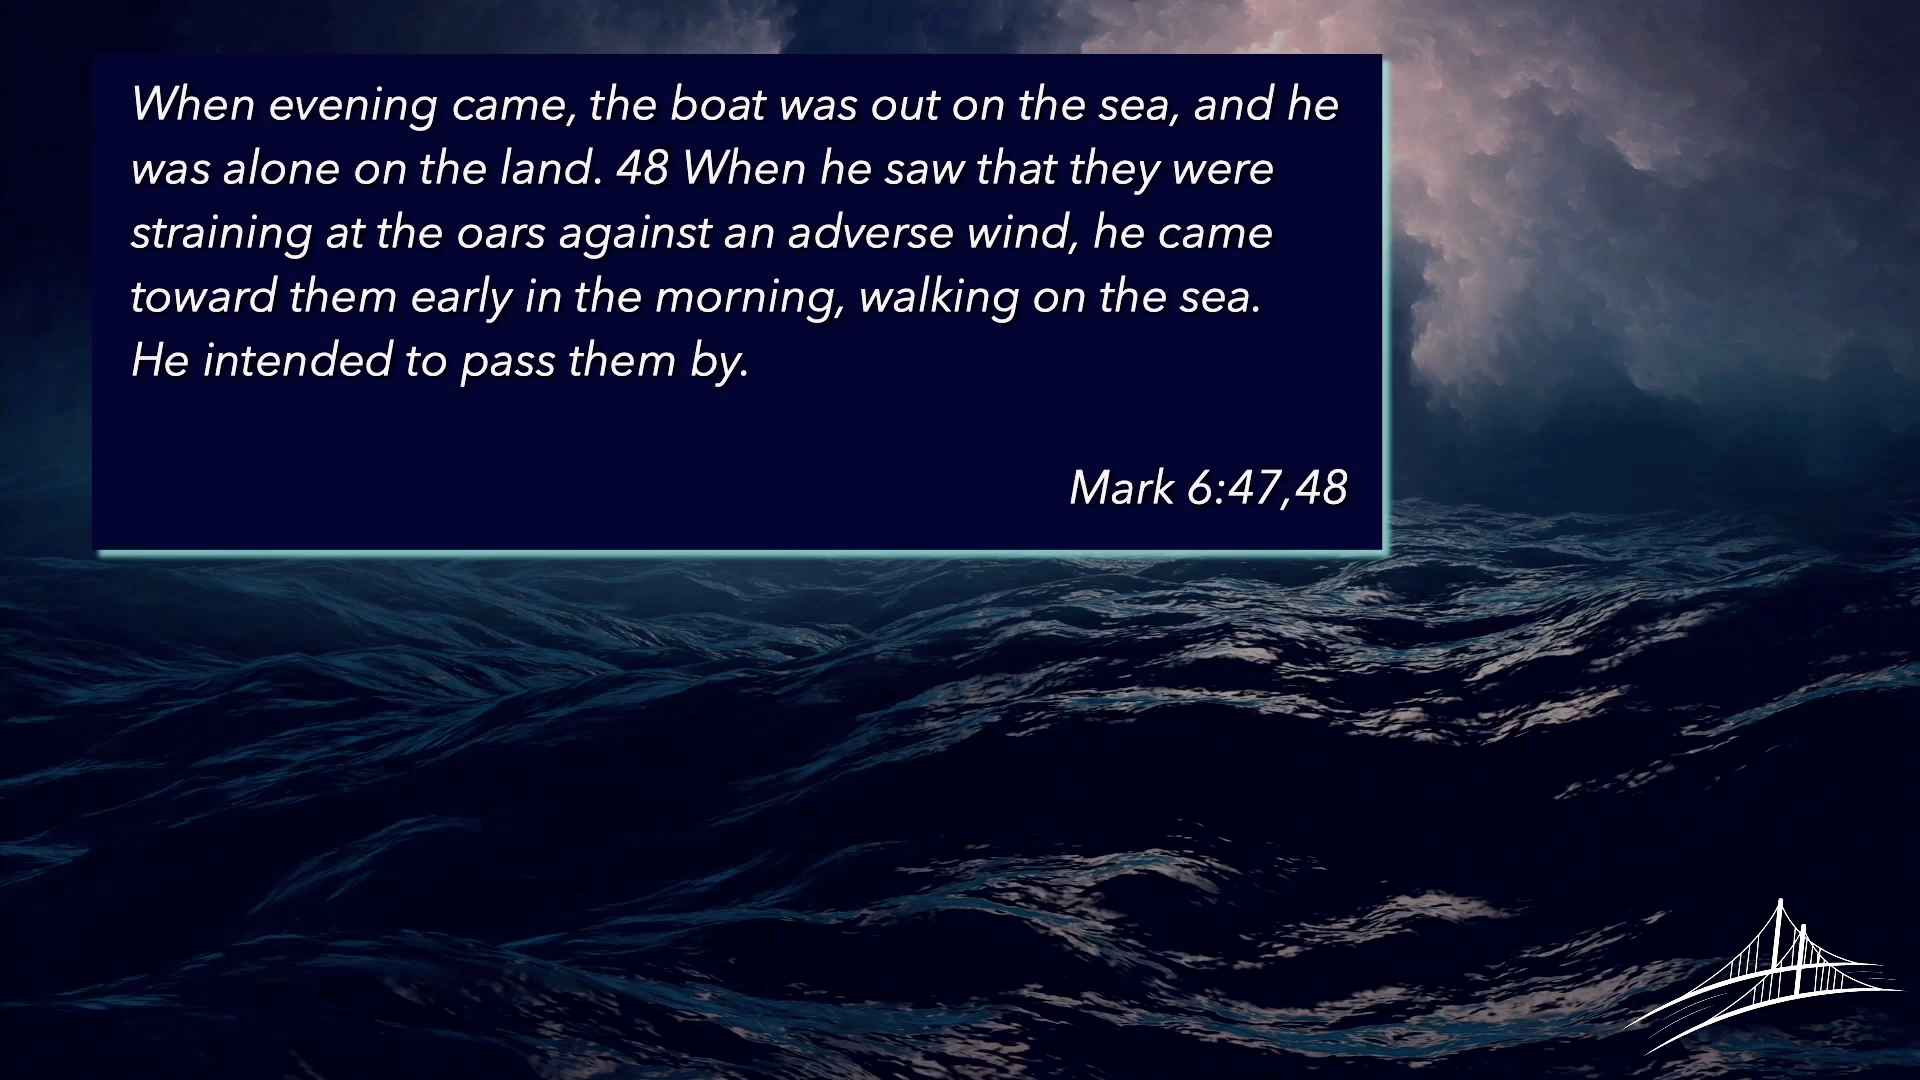 When evening came, the boat was out on the sea, and he
was alone on the land. 48 When he saw that they were
straining at the oars against an adverse wind, he came
toward them early in the morning, walking on the sea.
He intended to pass them by.
Mark 6:47,48